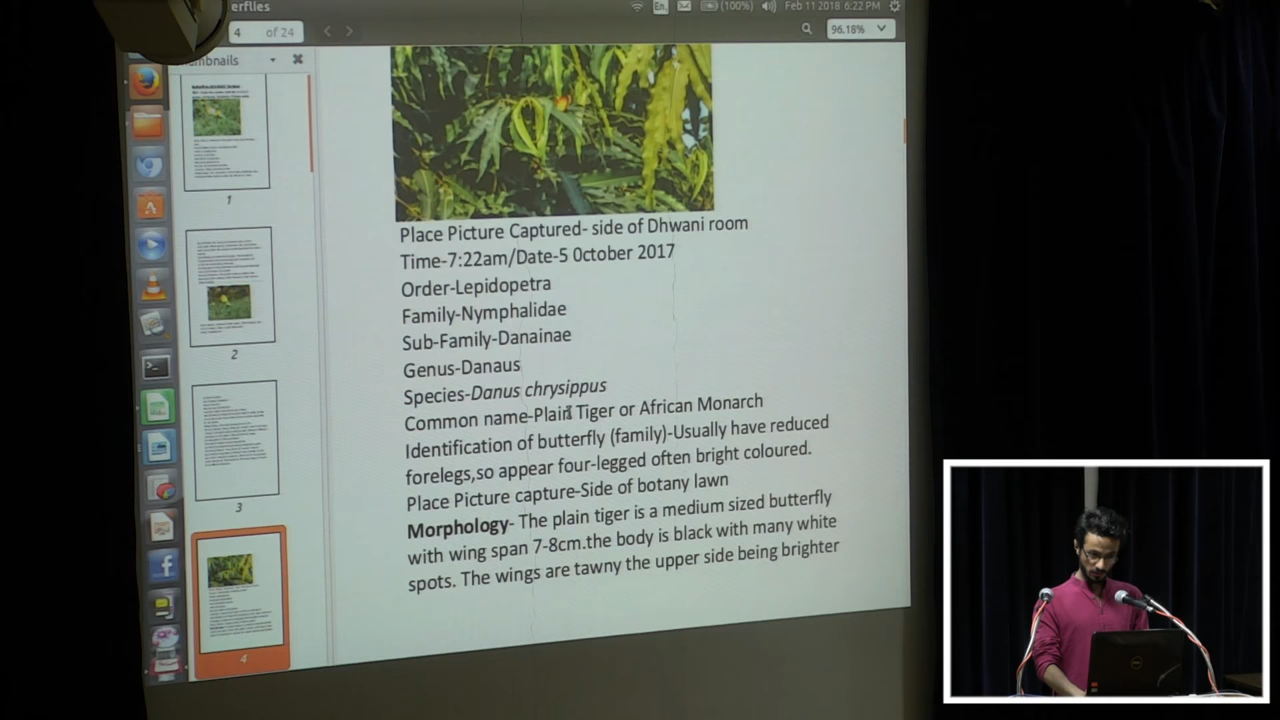 erflies
En
(100%)
Feb 11 2018 6:22 PM
4 of 24
96.18%
umbnails
1
2
3
4
Place Picture Captured- side of Dhwani room
Time-7:22am/Date-5 0ctober 2017
Order-Lepidopetra
Family-Nymphalidae
Sub-Family-Danainae
Genus-Danaus
Species-Danus chrysippus
Common name-Plain Tiger or African Monarch
Identification of butterfly (family)-Usually have reduced
forelegs,so appear four-legged often bright coloured.
Place Picture capture-Side of botany lawn
Morphology- The plain tiger is a medium sized butterfly
with wing span 7-8cm.the body is black with many white
spots. The wings are tawny the upper side being brighter